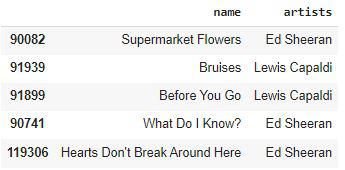 name artists
90082 Supermarket Flowers Ed Sheeran
91939 Bruises Lewis Capaldi
91899 Before You Go Lewis Capaldi
90741 What Do I Know? Ed Sheeran
119306 Hearts Don't Break Around Here Ed Sheeran